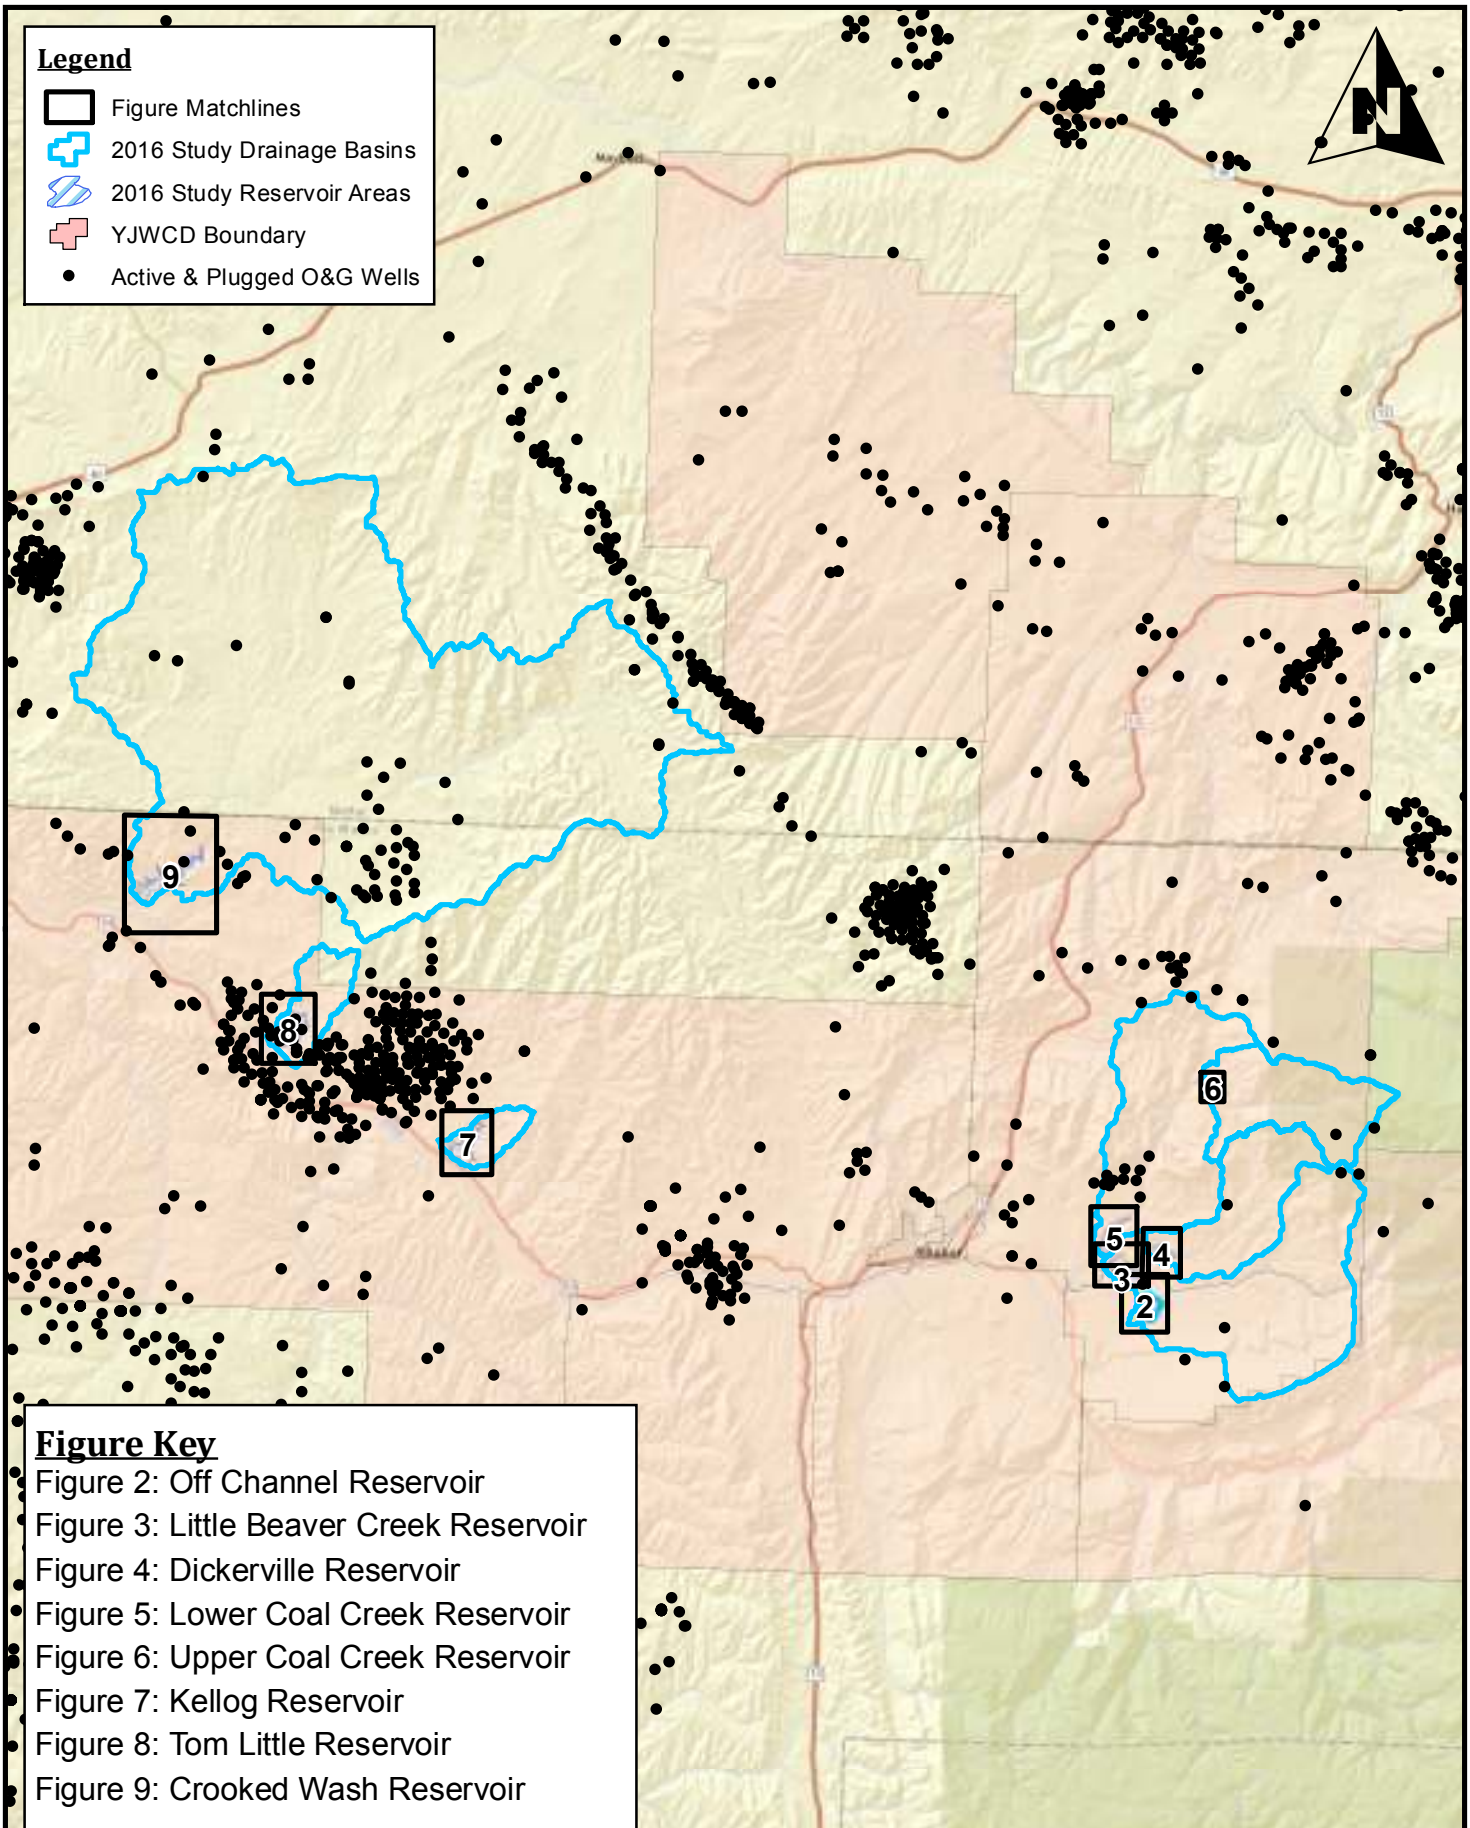 Legend
Figure Matchlines
2016 Study Drainage Basins
2016 Study Reservoir Areas
YJWCD Boundary
Active & Plugged O&G Wells
N
9
8
7
6
5
4
3
2
Figure Key
Figure 2: Off Channel Reservoir
Figure 3: Little Beaver Creek Reservoir
Figure 4: Dickerville Reservoir
Figure 5: Lower Coal Creek Reservoir
Figure 6: Upper Coal Creek Reservoir
Figure 7: Kellog Reservoir
Figure 8: Tom Little Reservoir
Figure 9: Crooked Wash Reservoir